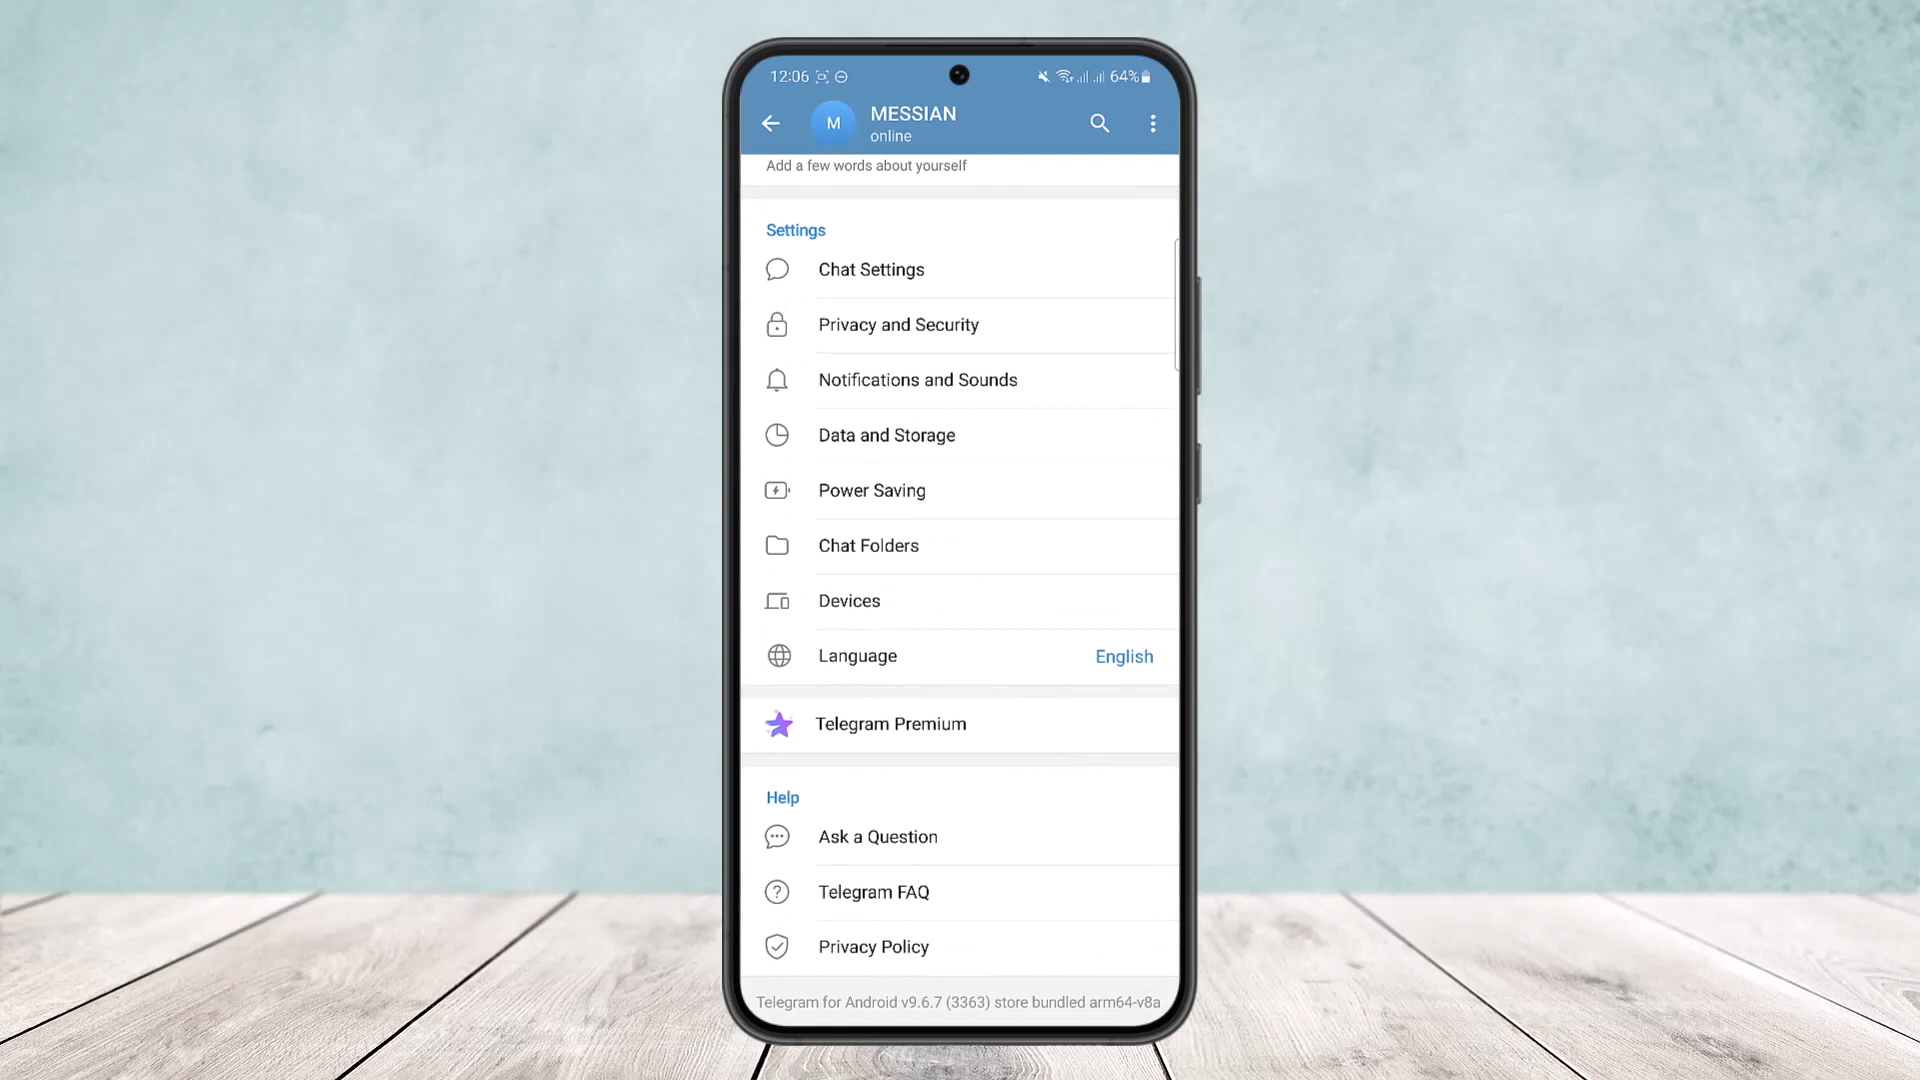 12:06 64%
M MESSIAN
online
Add a few words about yourself
Settings
Chat Settings
Privacy and Security
Notifications and Sounds
Data and Storage
Power Saving
Chat Folders
Devices
Language English
Telegram Premium
Help
Ask a Question
Telegram FAQ
Privacy Policy
Telegram for Android v9.6.7 (3363) store bundled arm64-v8a